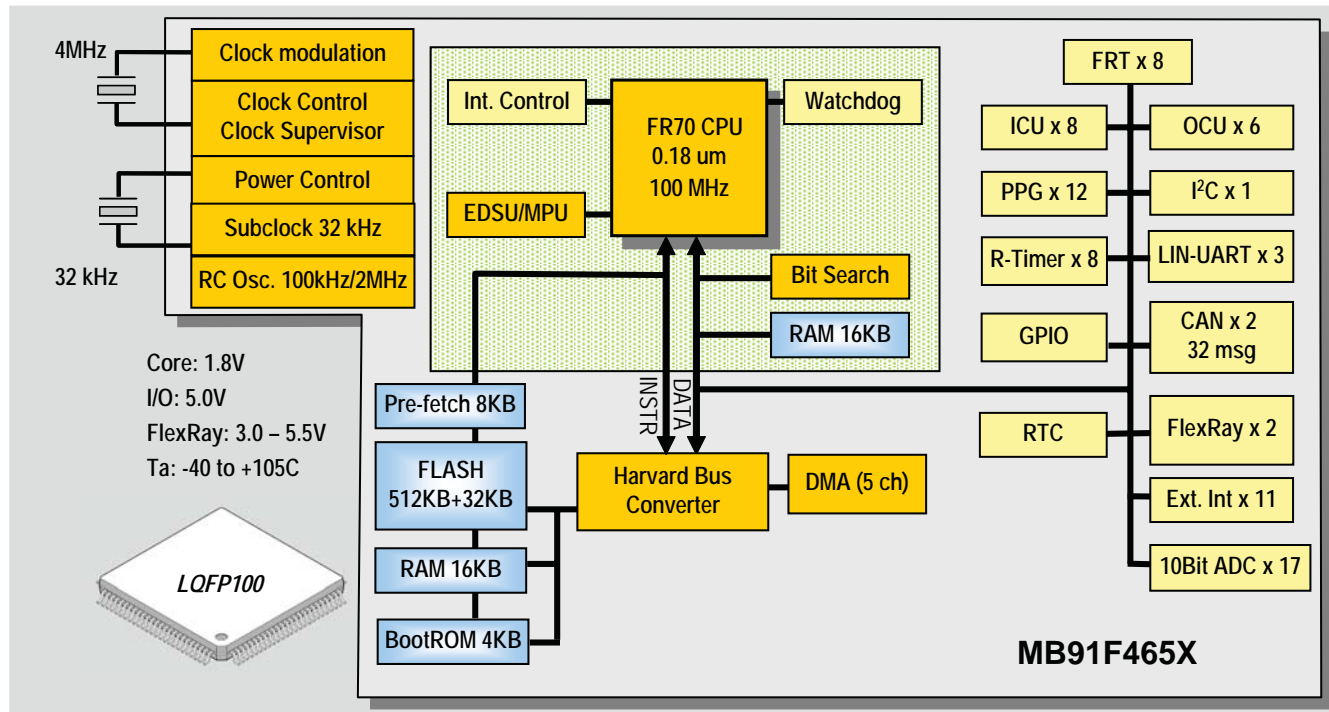 4MHz
Clock modulation
Clock Control
Clock Supervisor
Power Control
Subclock 32 kHz
32 kHz
RC Osc. 100kHz/2MHz
Core: 1.8V
I/O: 5.0V
FlexRay: 3.0 – 5.5V
Ta: -40 to +105C
LQFP100
Int. Control
FR70 CPU
0.18 um
100 MHz
Watchdog
EDSU/MPU
Bit Search
RAM 16KB
INSTR
DATA
Pre-fetch 8KB
FLASH
512KB+32KB
RAM 16KB
BootROM 4KB
Harvard Bus
Converter
DMA (5 ch)
FRT x 8
ICU x 8
OCU x 6
PPG x 12
I²C x 1
R-Timer x 8
LIN-UART x 3
GPIO
CAN x 2
32 msg
RTC
FlexRay x 2
Ext. Int x 11
10Bit ADC x 17
MB91F465X